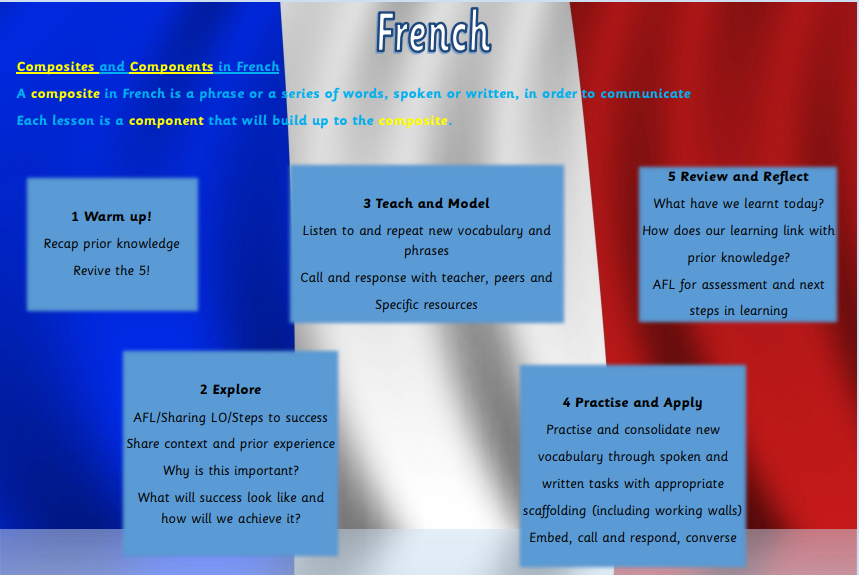 French
Composites and Components in French
A composite in French is a phrase or a series of words, spoken or written, in order to communicate
Each lesson is a component that will build up to the composite.
1 Warm up!
Recap prior knowledge
Revive the 5!
2 Explore
AFL/Sharing LO/Steps to success
Share context and prior experience
Why is this important?
What will success look like and
how will we achieve it?
3 Teach and Model
Listen to and repeat new vocabulary and
phrases
Call and response with teacher, peers and
Specific resources
4 Practise and Apply
Practise and consolidate new
vocabulary through spoken and
written tasks with appropriate
scaffolding (including working walls)
Embed, call and respond, converse
5 Review and Reflect
What have we learnt today?
How does our learning link with
prior knowledge?
AFL for assessment and next
steps in learning